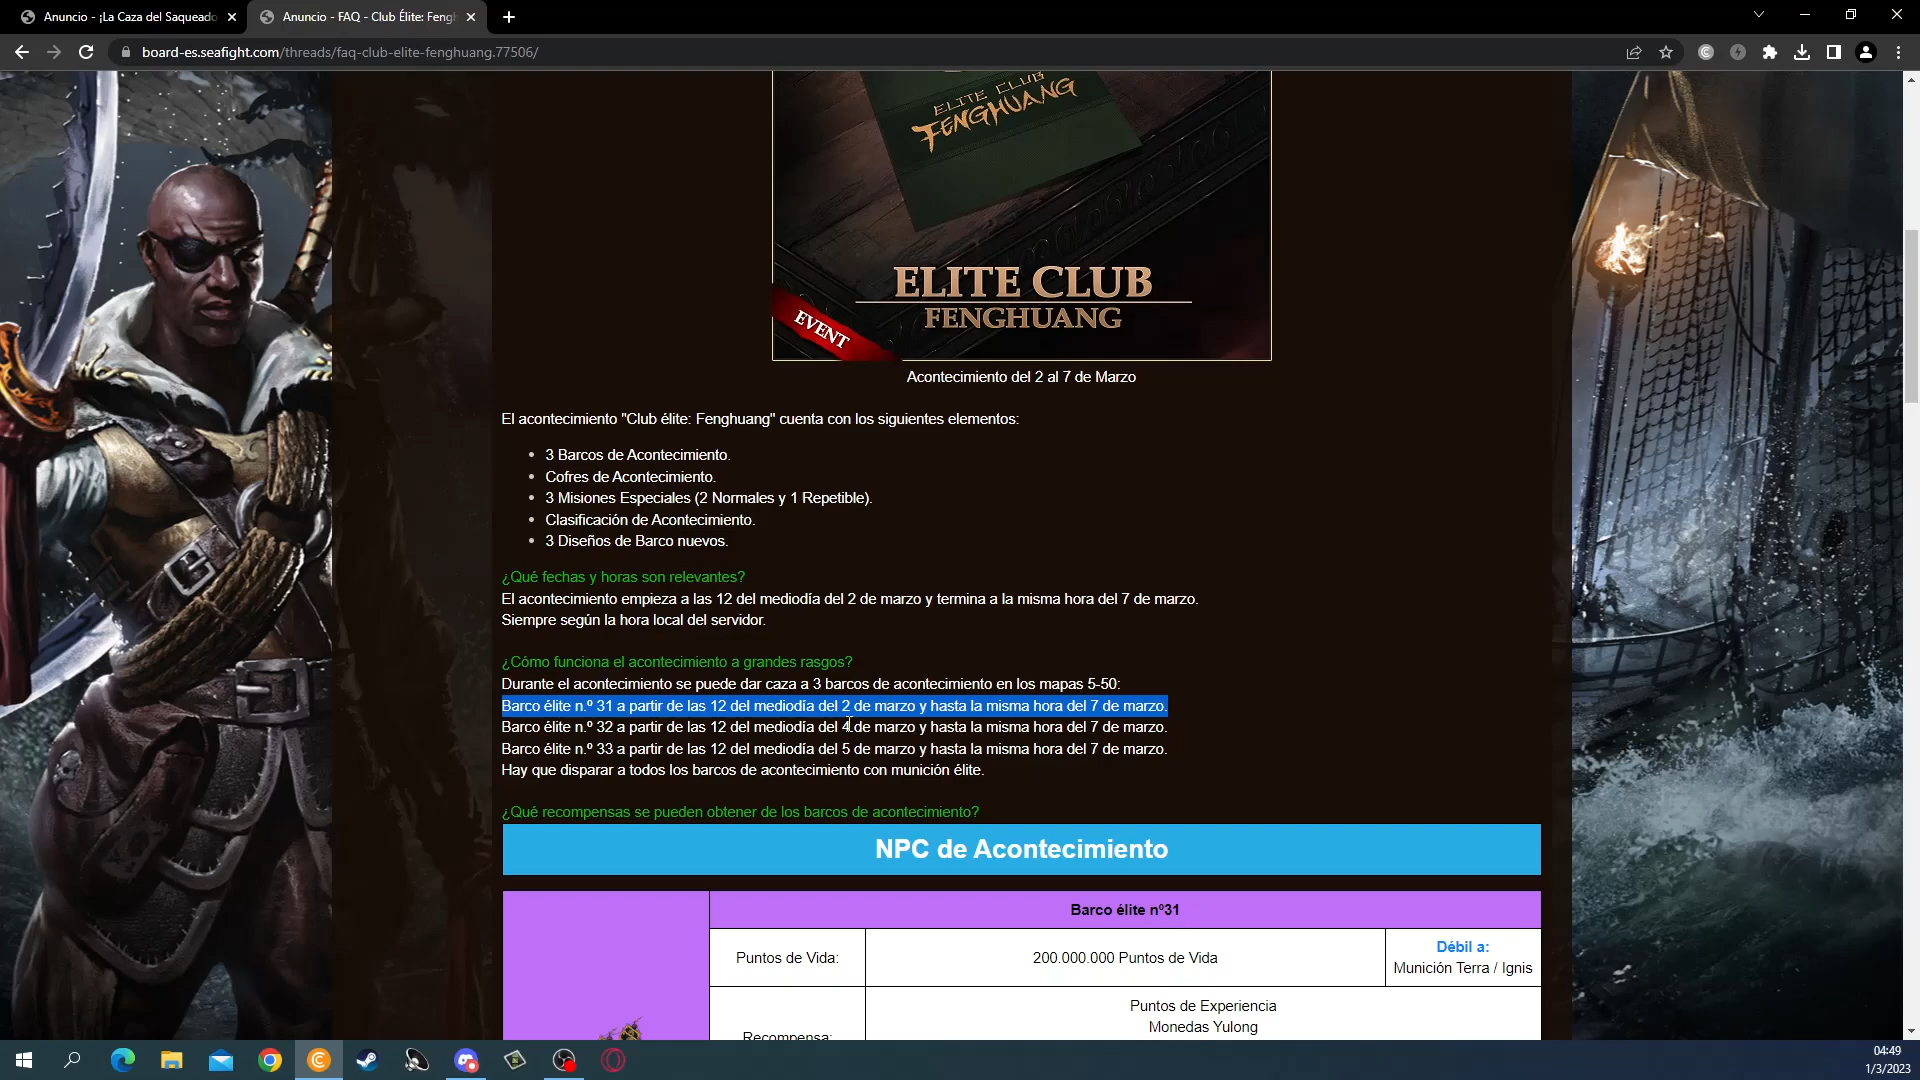 Anuncio - ¡La Caza del Saqueado
Anuncio - FAQ - Club Élite: Feng
board-es.seafight.com/threads/faq-club-elite-fenghuang.77506/
ELITE CLUB
FENGHUANG
ELITE CLUB
FENGHUANG
EVENT
Acontecimiento del 2 al 7 de Marzo
El acontecimiento "Club élite: Fenghuang" cuenta con los siguientes elementos:
• 3 Barcos de Acontecimiento.
• Cofres de Acontecimiento.
• 3 Misiones Especiales (2 Normales y 1 Repetible).
• Clasificación de Acontecimiento.
• 3 Diseños de Barco nuevos.
¿Qué fechas y horas son relevantes?
El acontecimiento empieza a las 12 del mediodía del 2 de marzo y termina a la misma hora del 7 de marzo.
Siempre según la hora local del servidor.
¿Cómo funciona el acontecimiento a grandes rasgos?
Durante el acontecimiento se puede dar caza a 3 barcos de acontecimiento en los mapas 5-50:
Barco élite n.º 31 a partir de las 12 del mediodía del 2 de marzo y hasta la misma hora del 7 de marzo.
Barco élite n.º 32 a partir de las 12 del mediodía del 4 de marzo y hasta la misma hora del 7 de marzo.
Barco élite n.º 33 a partir de las 12 del mediodía del 5 de marzo y hasta la misma hora del 7 de marzo.
Hay que disparar a todos los barcos de acontecimiento con munición élite.
¿Qué recompensas se pueden obtener de los barcos de acontecimiento?
NPC de Acontecimiento
Barco élite nº31
Puntos de Vida:
200.000.000 Puntos de Vida
Débil a:
Munición Terra / Ignis
Puntos de Experiencia
Monedas Yulong
Recompensa:
04:49
1/3/2023